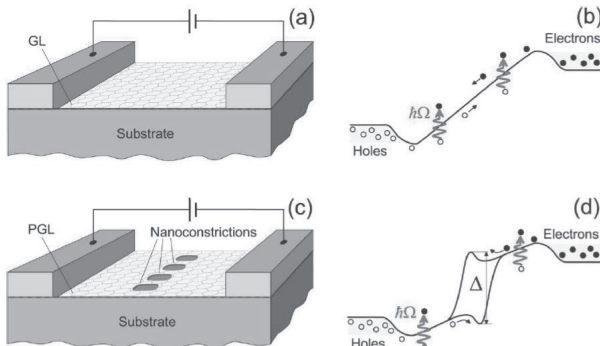 (a)
GL
Substrate
(b)
Electrons
ħΩ
Holes
(c)
PGL
Nanoconstrictions
Substrate
(d)
Electrons
Δ
ħΩ
Holes